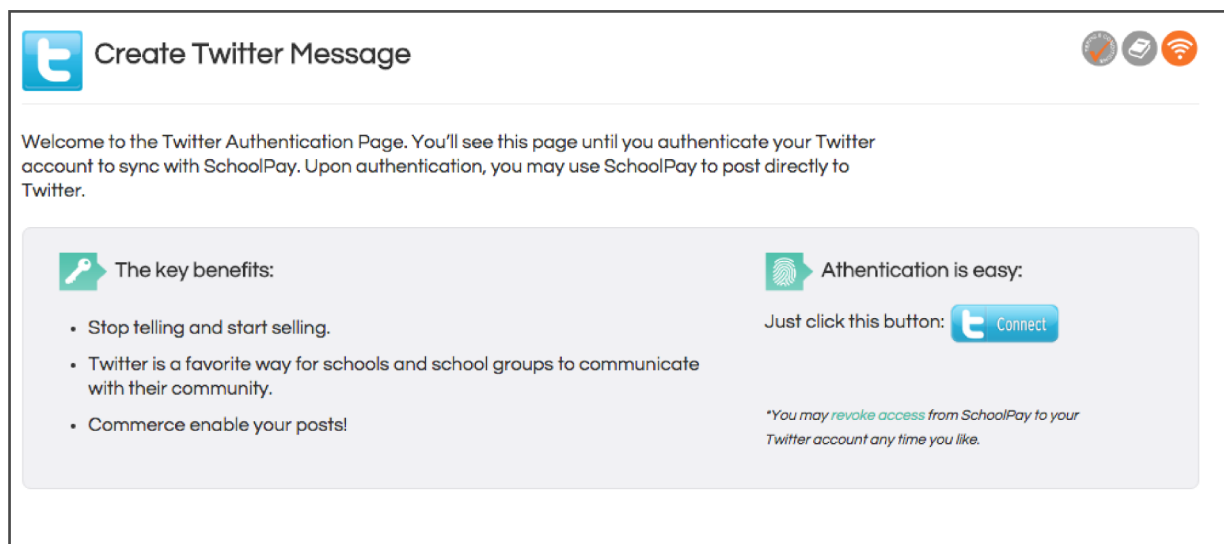 Create Twitter Message
Welcome to the Twitter Authentication Page. You'll see this page until you authenticate your Twitter
account to sync with SchoolPay. Upon authentication, you may use SchoolPay to post directly to
Twitter.
The key benefits:
• Stop telling and start selling.
• Twitter is a favorite way for schools and school groups to communicate
with their community.
• Commerce enable your posts!
Athentication is easy:
Just click this button: Connect
*You may revoke access from SchoolPay to your
Twitter account any time you like.